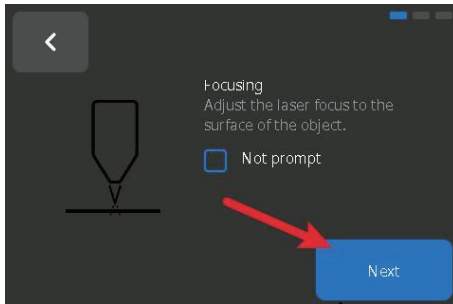 Focusing
Adjust the laser focus to the
surface of the object.
Not prompt
Next